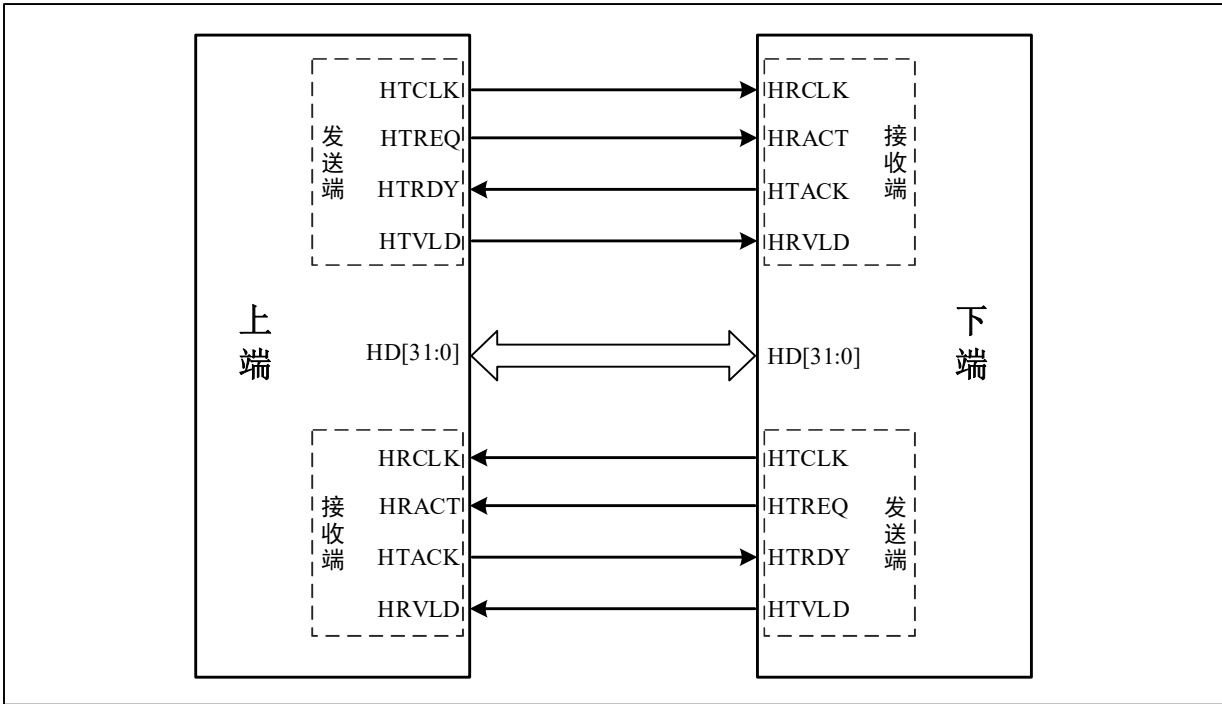 HTCLK HRCLK
发送端 HTREQ HRACT 接收端
HTRDY HTACK
HTVLD HRVLD
上端 HD[31:0] HD[31:0] 下端
HRCLK HTCLK
接收端 HRACT HTREQ 发送端
HTACK HTRDY
HRVLD HTVLD